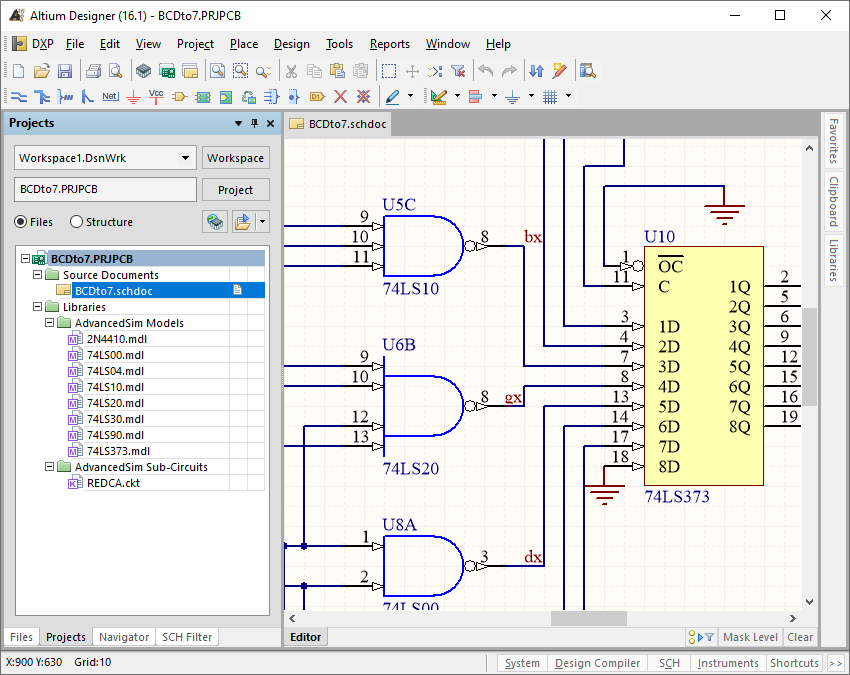 Altium Designer (16.1) - BCDto7.PRJPCB
DXP File Edit View Project Place Design Tools Reports Window Help
Net Vcc D1
Projects
BCDto7.schdoc
Workspace1.DsnWrk Workspace
BCDto7.PRJPCB Project
Files Structure
BCDto7.PRJPCB
Source Documents
BCDto7.schdoc
Libraries
AdvancedSim Models
2N4410.mdl
74LS00.mdl
74LS04.mdl
74LS10.mdl
74LS20.mdl
74LS30.mdl
74LS90.mdl
74LS373.mdl
AdvancedSim Sub-Circuits
REDCA.ckt
Files Projects Navigator SCH Filter
U5C
9
10
11
8
bx
74LS10
U6B
9
10
12
13
8
gx
74LS20
U8A
1
2
3
dx
74LS00
U10
1 OC
11 C
3 1D
4 2D
7 3D
8 4D
13 5D
14 6D
17 7D
18 8D
1Q 2
2Q 5
3Q 6
4Q 9
5Q 12
6Q 15
7Q 16
8Q 19
74LS373
Favorites
Clipboard
Libraries
Editor Mask Level Clear
X:900 Y:630 Grid:10 System Design Compiler SCH Instruments Shortcuts >>